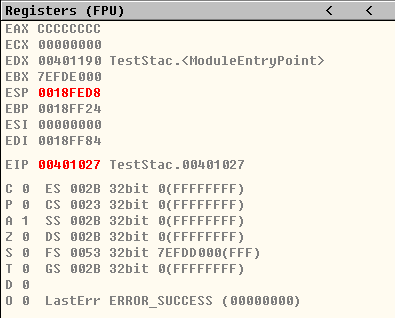 Registers (FPU) < <
EAX CCCCCCCC
ECX 00000000
EDX 00401190 TestStac.<ModuleEntryPoint>
EBX 7EFDE000
ESP 0018FED8
EBP 0018FF24
ESI 00000000
EDI 0018FF84
EIP 00401027 TestStac.00401027
C 0 ES 002B 32bit 0(FFFFFFFF)
P 0 CS 0023 32bit 0(FFFFFFFF)
A 1 SS 002B 32bit 0(FFFFFFFF)
Z 0 DS 002B 32bit 0(FFFFFFFF)
S 0 FS 0053 32bit 7EFDD000(FFF)
T 0 GS 002B 32bit 0(FFFFFFFF)
D 0
O 0 LastErr ERROR_SUCCESS (00000000)